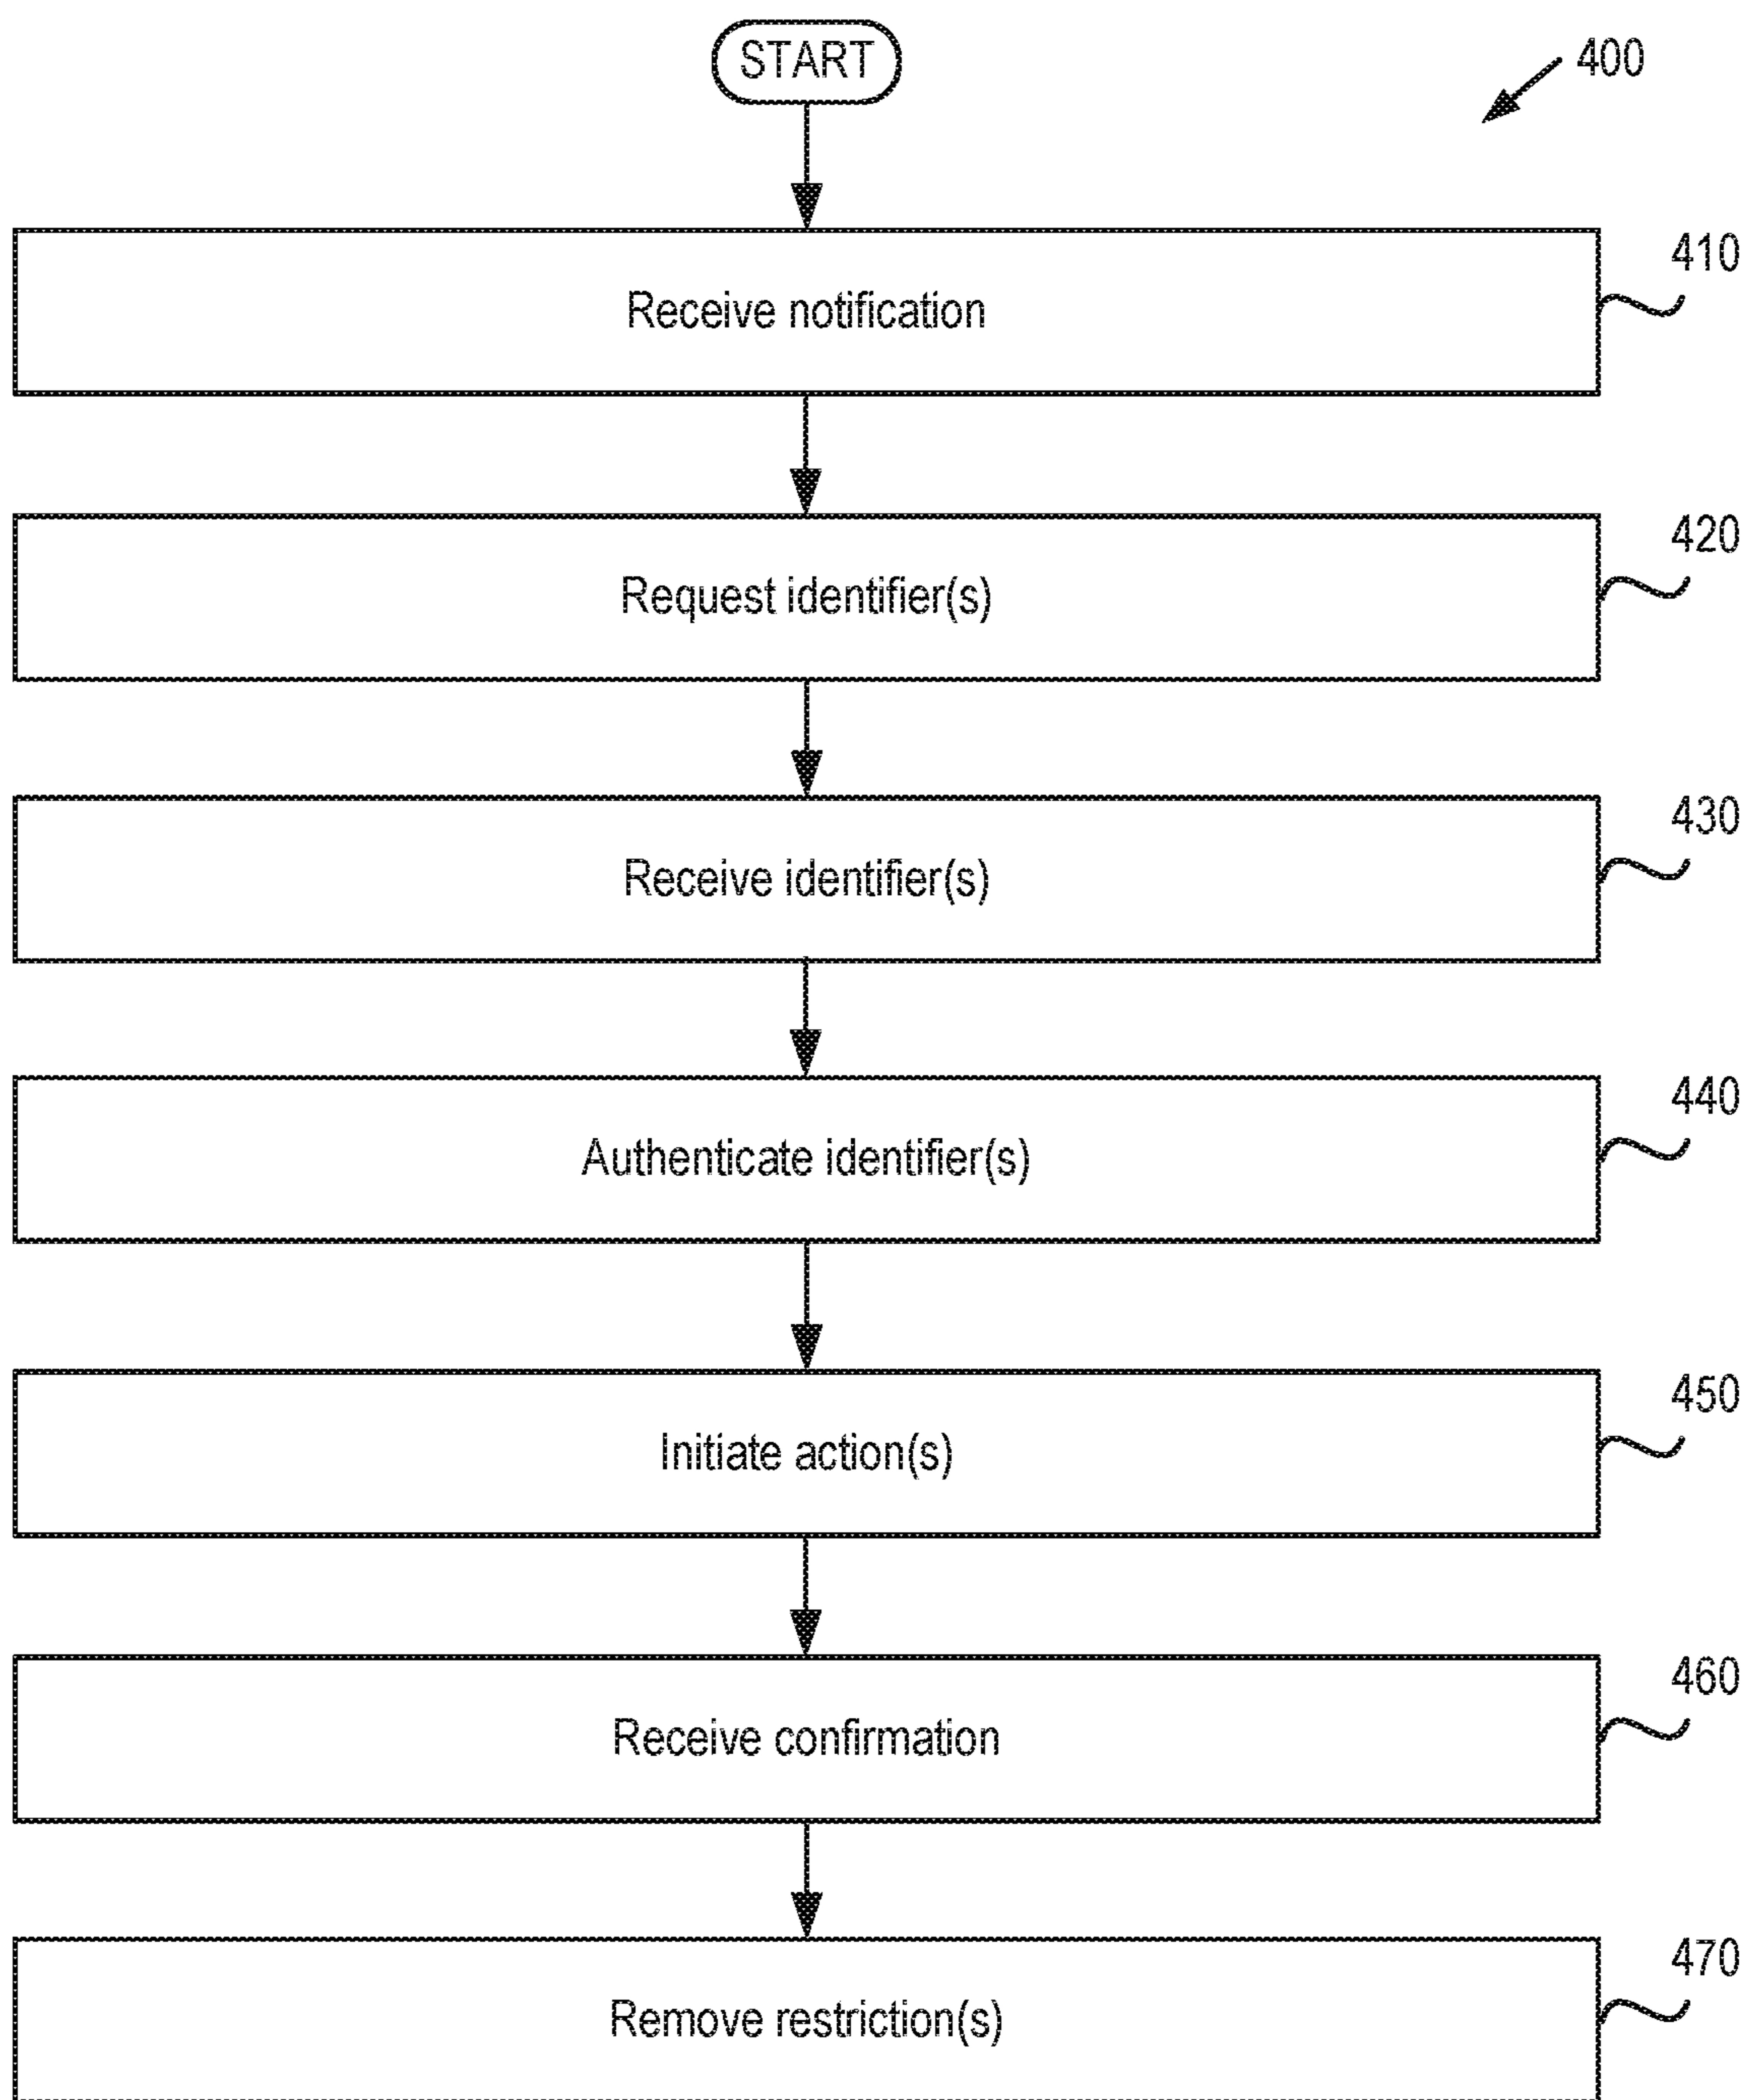 START
400
410
Receive notification
420
Request identifier(s)
430
Receive identifier(s)
440
Authenticate identifier(s)
450
Initiate action(s)
460
Receive confirmation
470
Remove restriction(s)